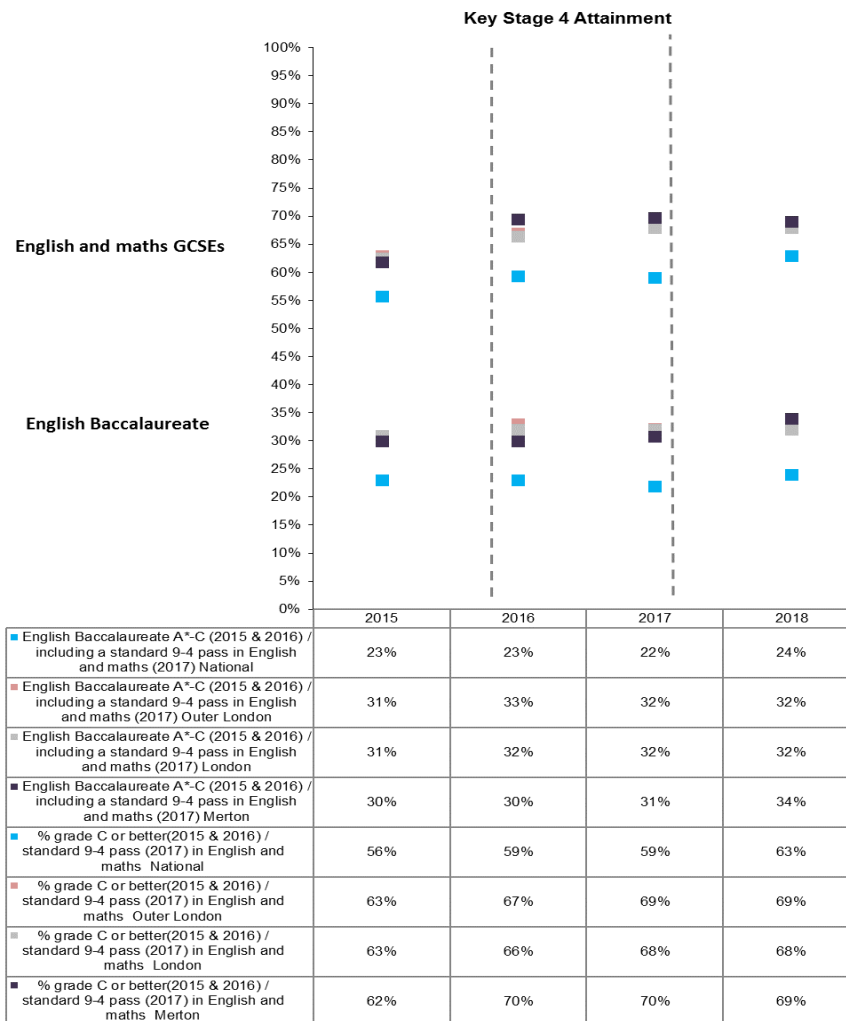 Key Stage 4 Attainment
100%
95%
90%
85%
80%
75%
70%
65%
60%
55%
50%
45%
40%
35%
30%
25%
20%
15%
10%
5%
0%
English and maths GCSEs
English Baccalaureate
2015 2016 2017 2018
English Baccalaureate A*-C (2015 & 2016) /
including a standard 9-4 pass in English
and maths (2017) National
23% 23% 22% 24%
English Baccalaureate A*-C (2015 & 2016) /
including a standard 9-4 pass in English
and maths (2017) Outer London
31% 33% 32% 32%
English Baccalaureate A*-C (2015 & 2016) /
including a standard 9-4 pass in English
and maths (2017) London
31% 32% 32% 32%
English Baccalaureate A*-C (2015 & 2016) /
including a standard 9-4 pass in English
and maths (2017) Merton
30% 30% 31% 34%
% grade C or better(2015 & 2016) /
standard 9-4 pass (2017) in English and
maths National
56% 59% 59% 63%
% grade C or better(2015 & 2016) /
standard 9-4 pass (2017) in English and
maths Outer London
63% 67% 69% 69%
% grade C or better(2015 & 2016) /
standard 9-4 pass (2017) in English and
maths London
63% 66% 68% 68%
% grade C or better(2015 & 2016) /
standard 9-4 pass (2017) in English and
maths Merton
62% 70% 70% 69%